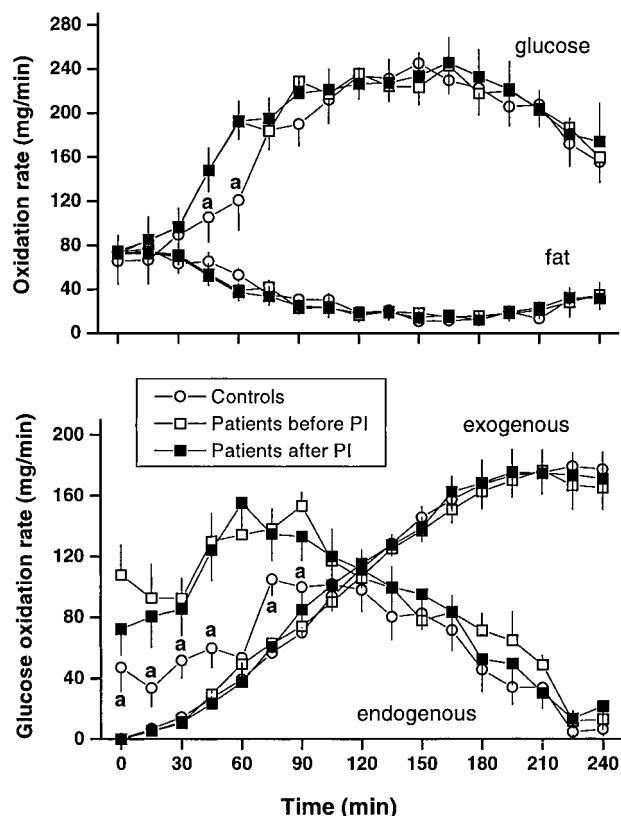 280
240
200
160
120
80
40
0
Oxidation rate (mg/min)
glucose
a
a
fat
Controls
Patients before PI
Patients after PI
200
160
120
80
40
0
Glucose oxidation rate (mg/min)
exogenous
a
a
a
a
a
a
endogenous
0 30 60 90 120 150 180 210 240
Time (min)